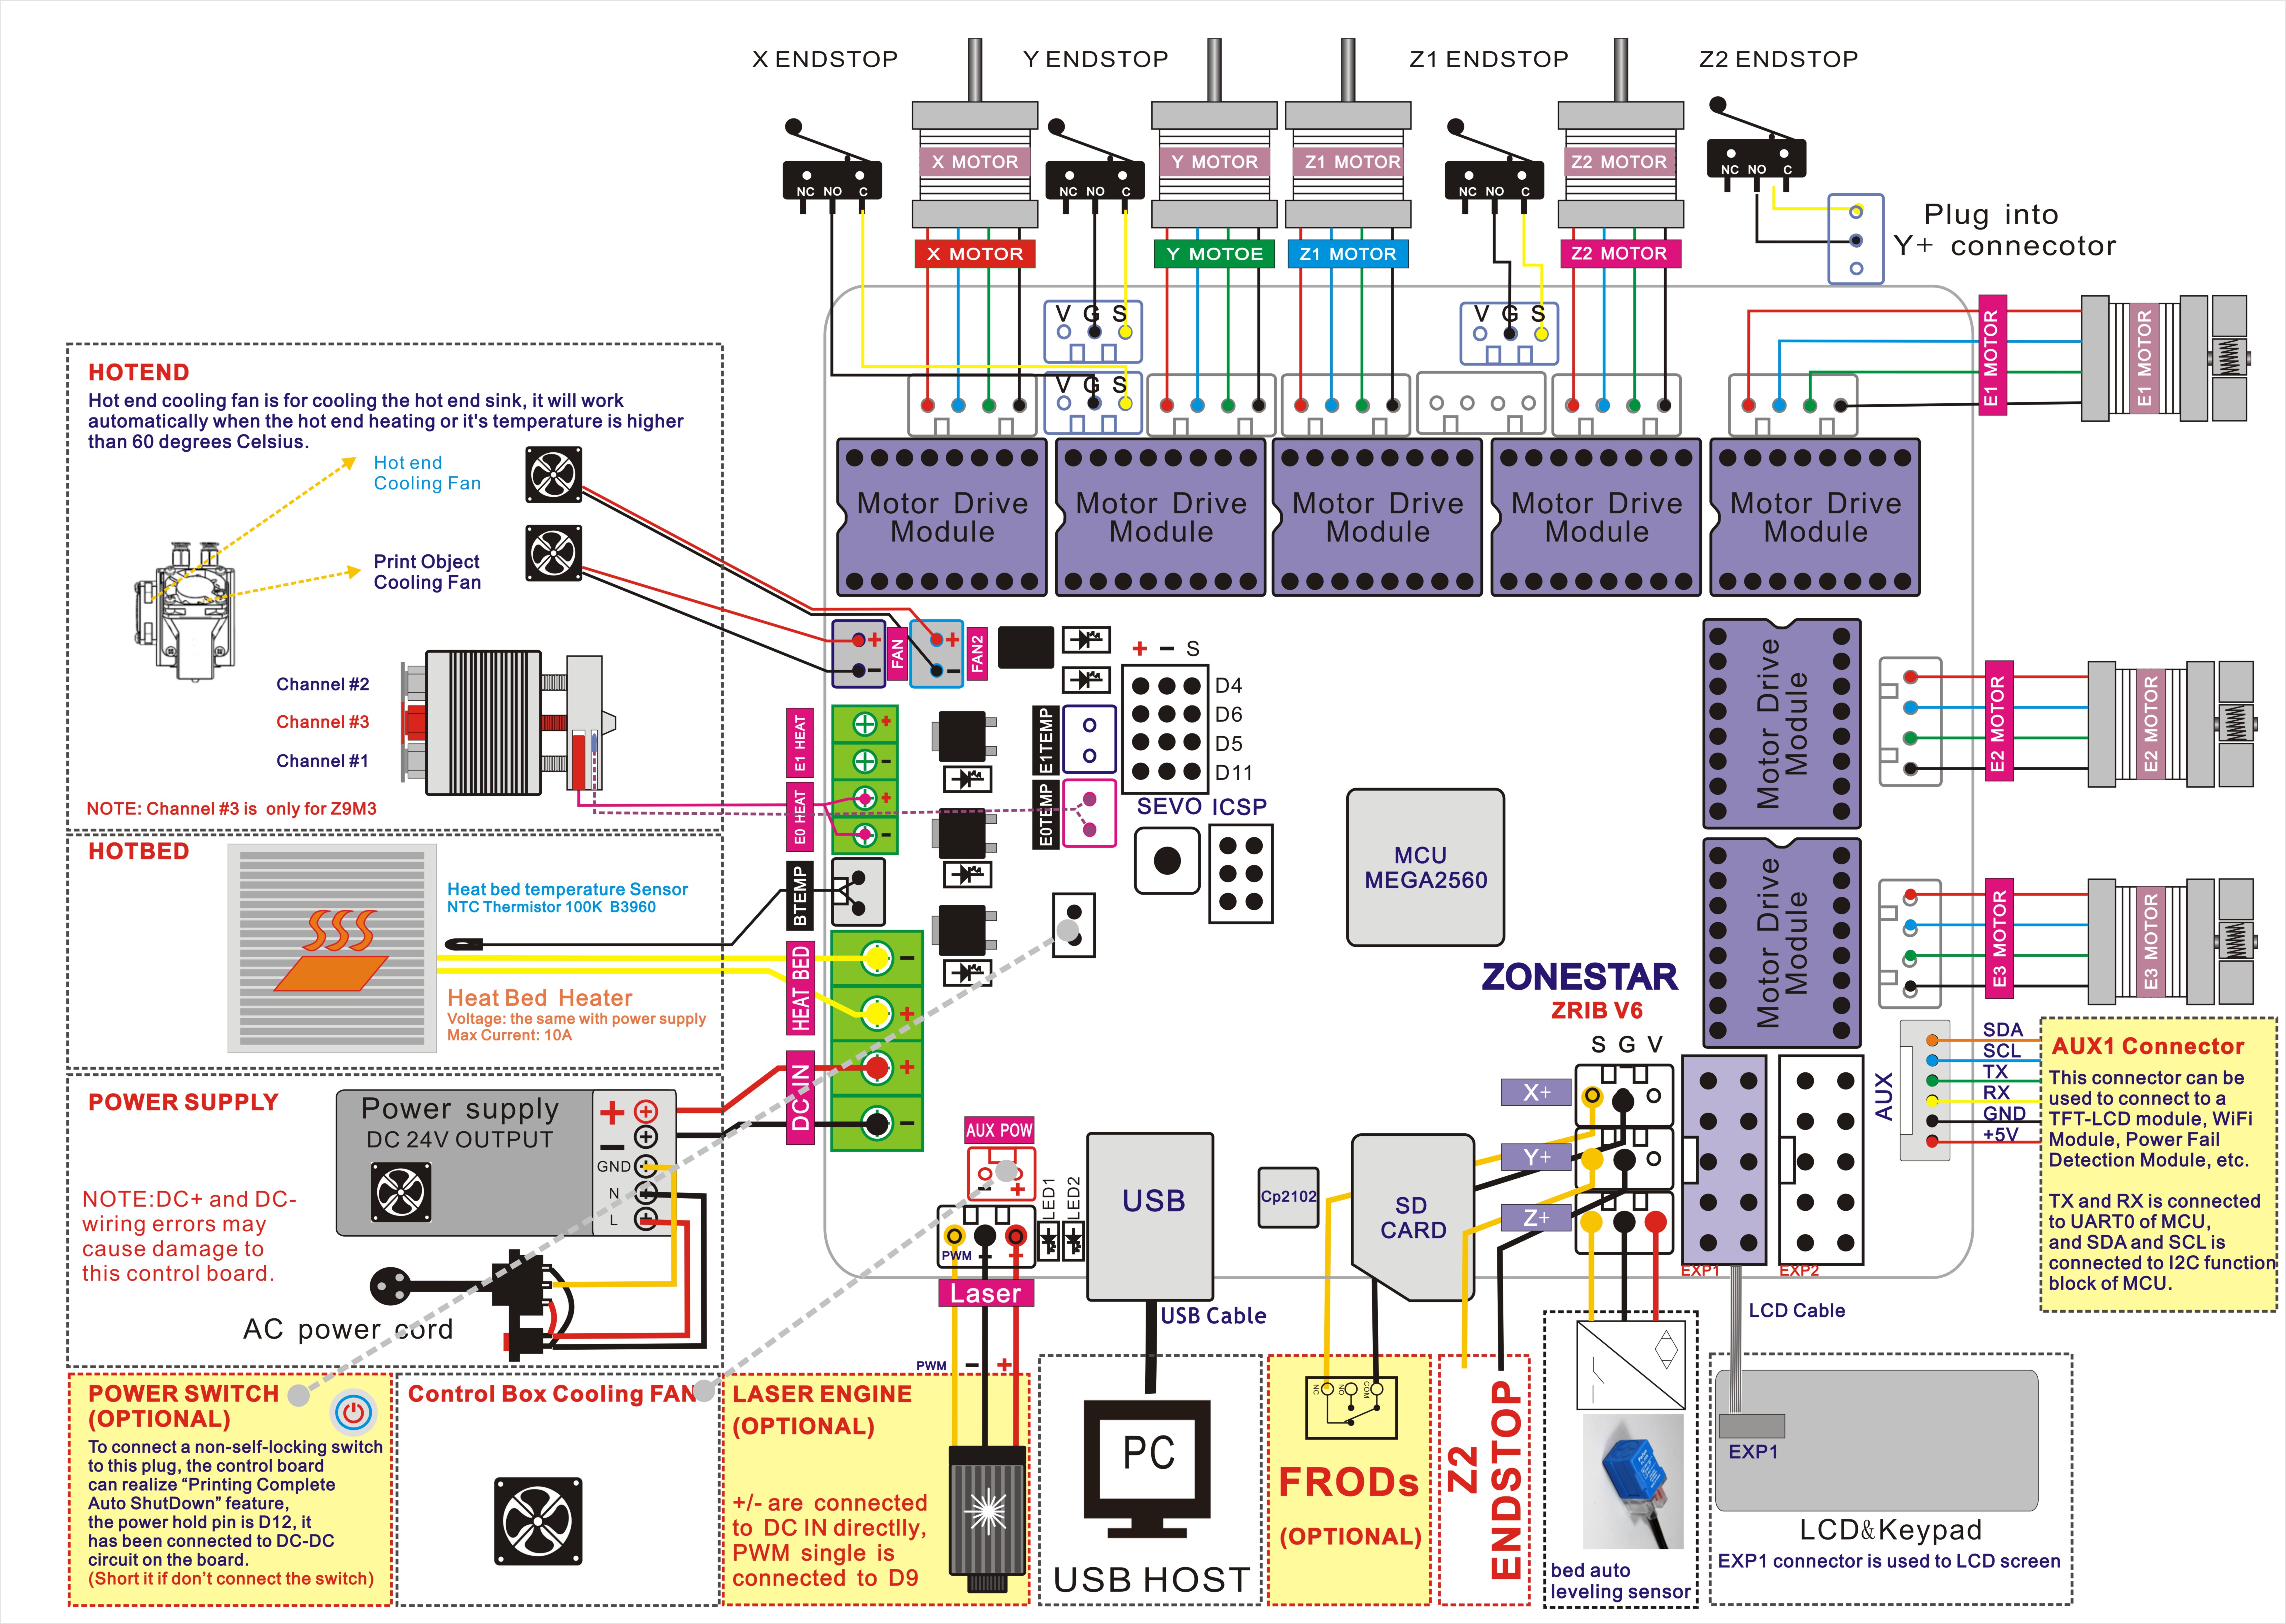 X ENDSTOP
Y ENDSTOP
Z1 ENDSTOP
Z2 ENDSTOP
NC NO C
X MOTOR
NC NO C
Y MOTOR
Z1 MOTOR
NC NO C
Z2 MOTOR
NC NO C
Plug into
Y+ connecotor
X MOTOR
Y MOTOE
Z1 MOTOR
Z2 MOTOR
V G S
V G S
V G S
E1 MOTOR
E1 MOTOR
HOTEND
Hot end cooling fan is for cooling the hot end sink, it will work
automatically when the hot end heating or it's temperature is higher
than 60 degrees Celsius.
Hot end
Cooling Fan
Print Object
Cooling Fan
Channel #2
Channel #3
Channel #1
NOTE: Channel #3 is only for Z9M3
Motor Drive
Module
Motor Drive
Module
Motor Drive
Module
Motor Drive
Module
Motor Drive
Module
+
-
FAN
+
-
FAN2
+ - S
D4
D6
D5
D11
SEVO ICSP
E1 HEAT
+
-
E0 HEAT
+
-
E1TEMP
E0TEMP
Motor Drive
Module
E2 MOTOR
E2 MOTOR
MCU
MEGA2560
Motor Drive
Module
E3 MOTOR
E3 MOTOR
HOTBED
Heat bed temperature Sensor
NTC Thermistor 100K B3960
Heat Bed Heater
Voltage: the same with power supply
Max Current: 10A
BTEMP
HEAT BED
-
+
DC IN
+
-
ZONESTAR
ZRIB V6
S G V
X+
Y+
Z+
EXP1
EXP2
AUX
SDA
SCL
TX
RX
GND
+5V
AUX1 Connector
This connector can be
used to connect to a
TFT-LCD module, WiFi
Module, Power Fail
Detection Module, etc.
TX and RX is connected
to UART0 of MCU,
and SDA and SCL is
connected to I2C function
block of MCU.
POWER SUPPLY
Power supply
DC 24V OUTPUT
+
-
GND
N
L
NOTE:DC+ and DC-
wiring errors may
cause damage to
this control board.
AC power cord
AUX POW
- +
PWM - +
LED1
LED2
Laser
USB
USB Cable
Cp2102
SD
CARD
LCD Cable
POWER SWITCH
(OPTIONAL)
To connect a non-self-locking switch
to this plug, the control board
can realize “Printing Complete
Auto ShutDown” feature,
the power hold pin is D12, it
has been connected to DC-DC
circuit on the board.
(Short it if don't connect the switch)
Control Box Cooling FAN
PWM - +
LASER ENGINE
(OPTIONAL)
+/- are connected
to DC IN directlly,
PWM single is
connected to D9
PC
USB HOST
NC NO COM
FRODs
(OPTIONAL)
Z2
ENDSTOP
bed auto
leveling sensor
EXP1
LCD&Keypad
EXP1 connector is used to LCD screen